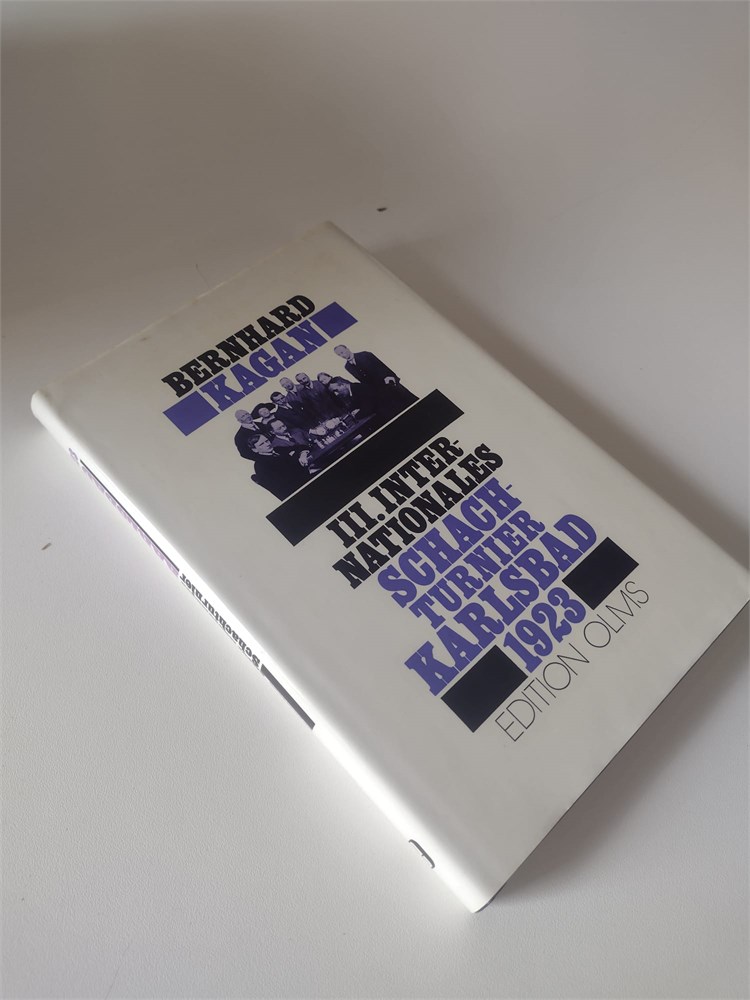 BERNHARD
KAGAN
III. INTER-
NATIONALES
SCHACH-
TURNIER
KARLSBAD
1923
EDITION OLMS
Schachturnier